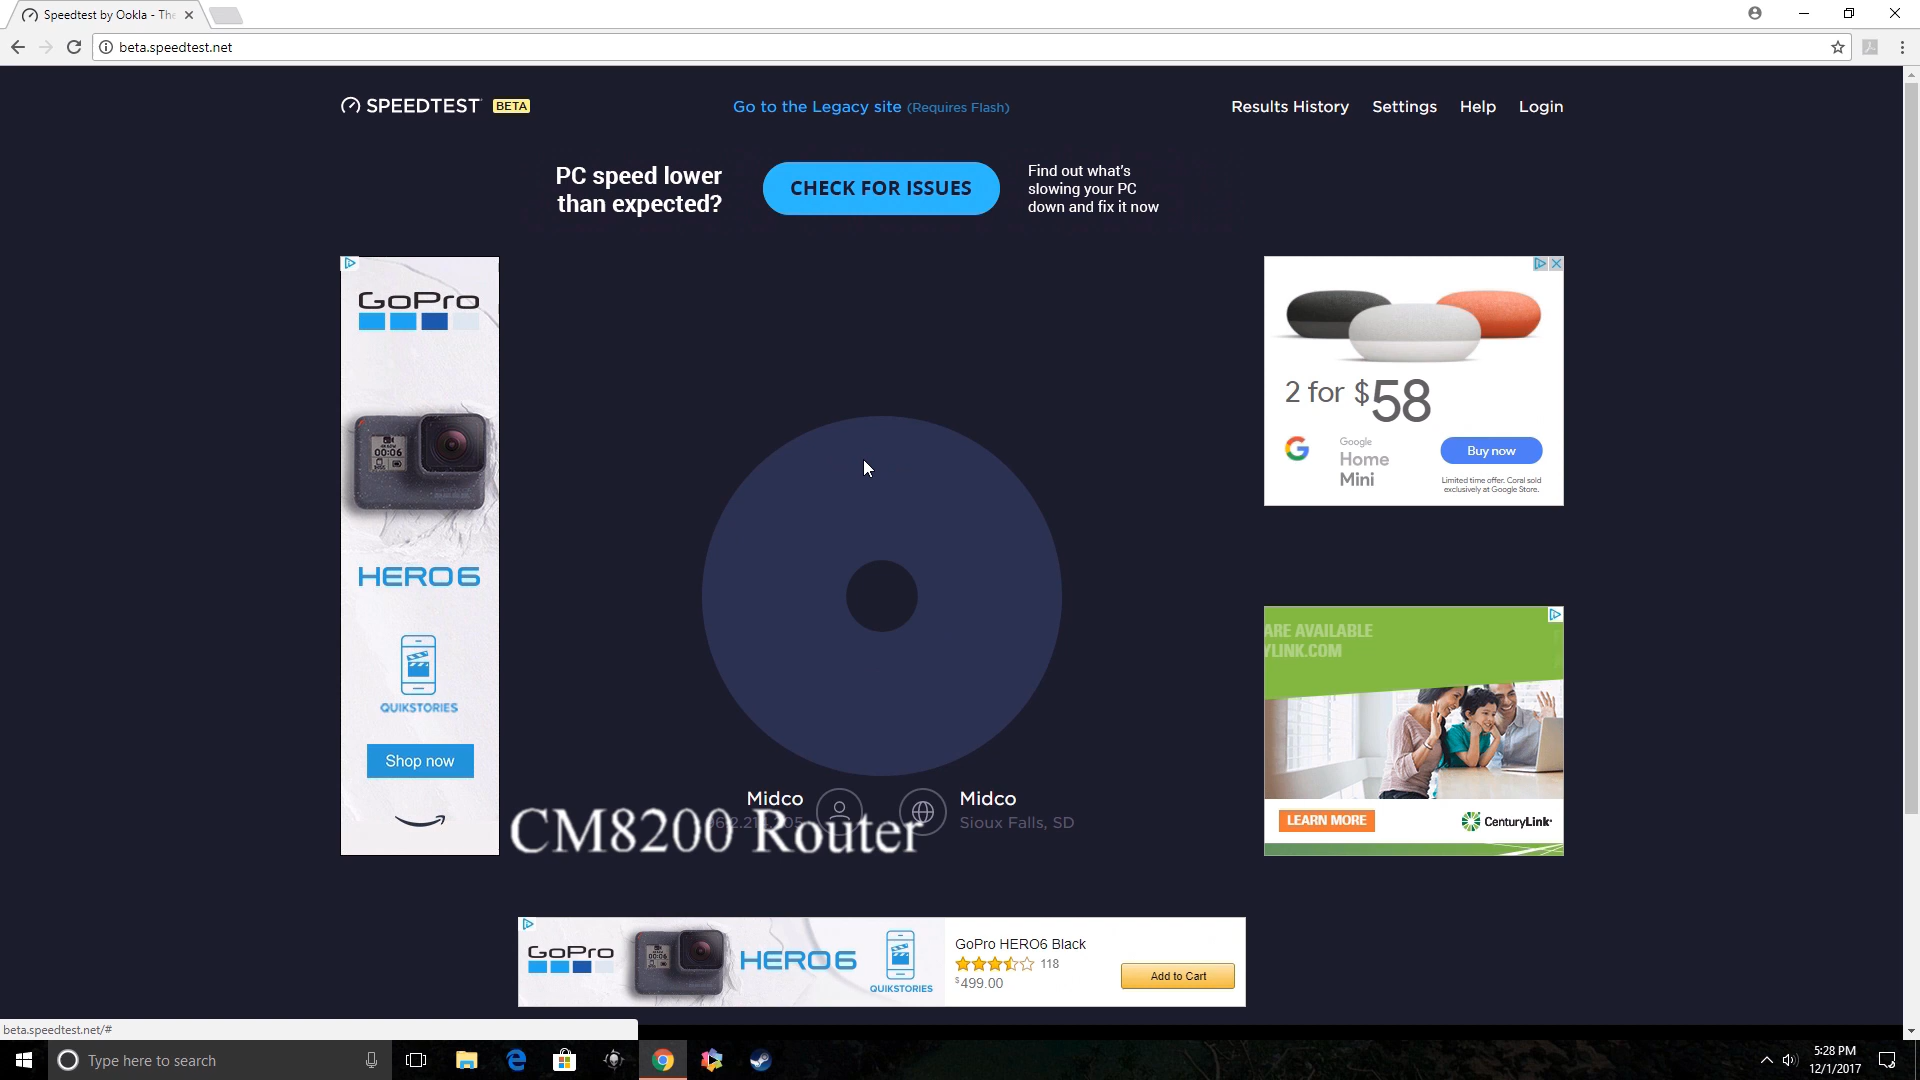 Speedtest by Ookla - The
beta.speedtest.net
SPEEDTEST BETA
Go to the Legacy site (Requires Flash)
Results History Settings Help Login
PC speed lower
than expected?
CHECK FOR ISSUES
Find out what's
slowing your PC
down and fix it now
GoPro
00:06
HERO6
QUIKSTORIES
Shop now
2 for $58
Google
Home
Mini
Buy now
Limited time offer. Coral sold
exclusively at Google Store.
ARE AVAILABLE
YLINK.COM
LEARN MORE
CenturyLink
Midco
Midco
Sioux Falls, SD
CM8200 Router
GoPro
00:06
HERO6
QUIKSTORIES
GoPro HERO6 Black
118
$499.00
Add to Cart
beta.speedtest.net/#
Type here to search
5:28 PM
12/1/2017